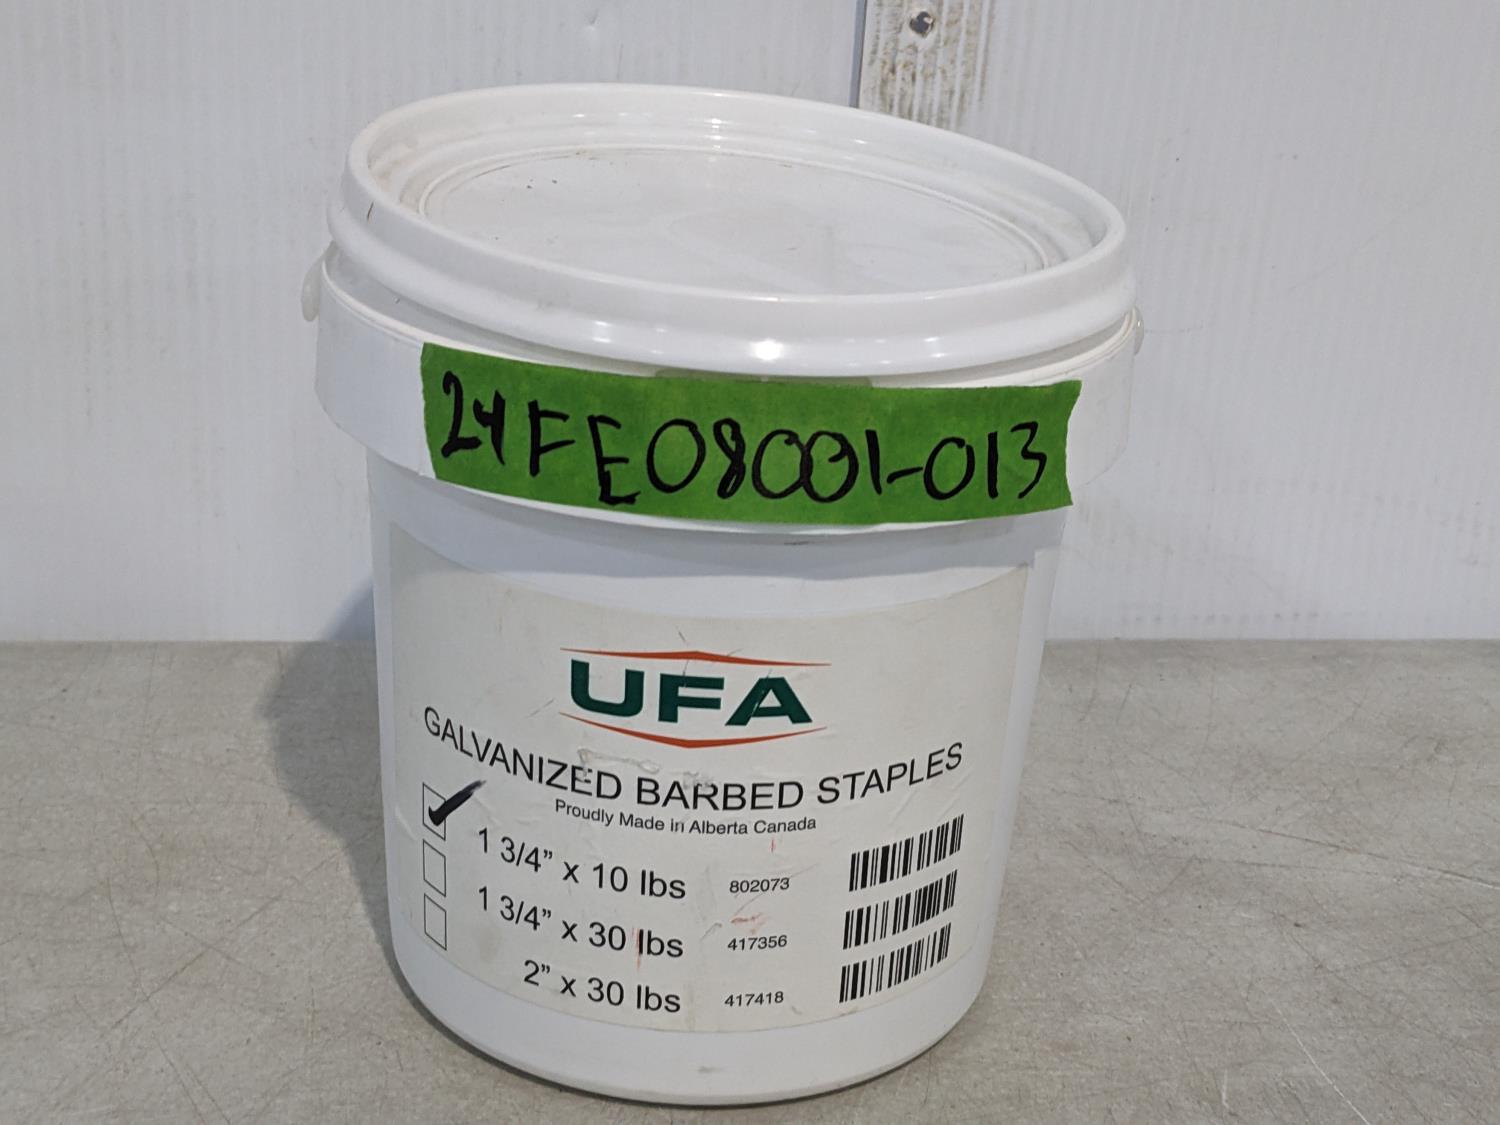 24FE08001-013
UFA
GALVANIZED BARBED STAPLES
Proudly Made in Alberta Canada
1 3/4” x 10 lbs 802073
1 3/4” x 30 lbs 417356
2” x 30 lbs 417418